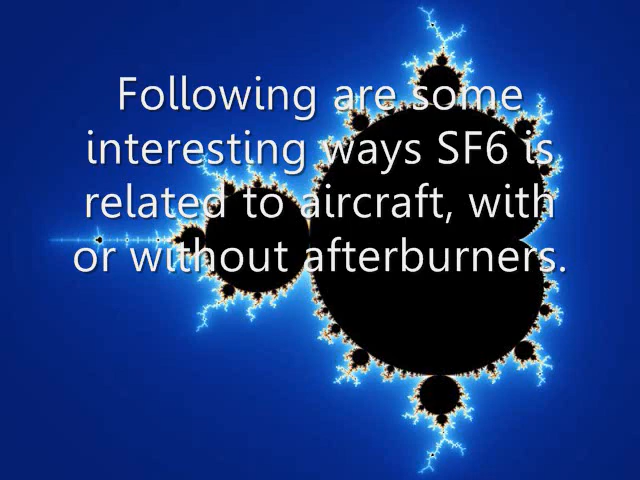 Following are some
interesting ways SF6 is
related to aircraft, with
or without afterburners.